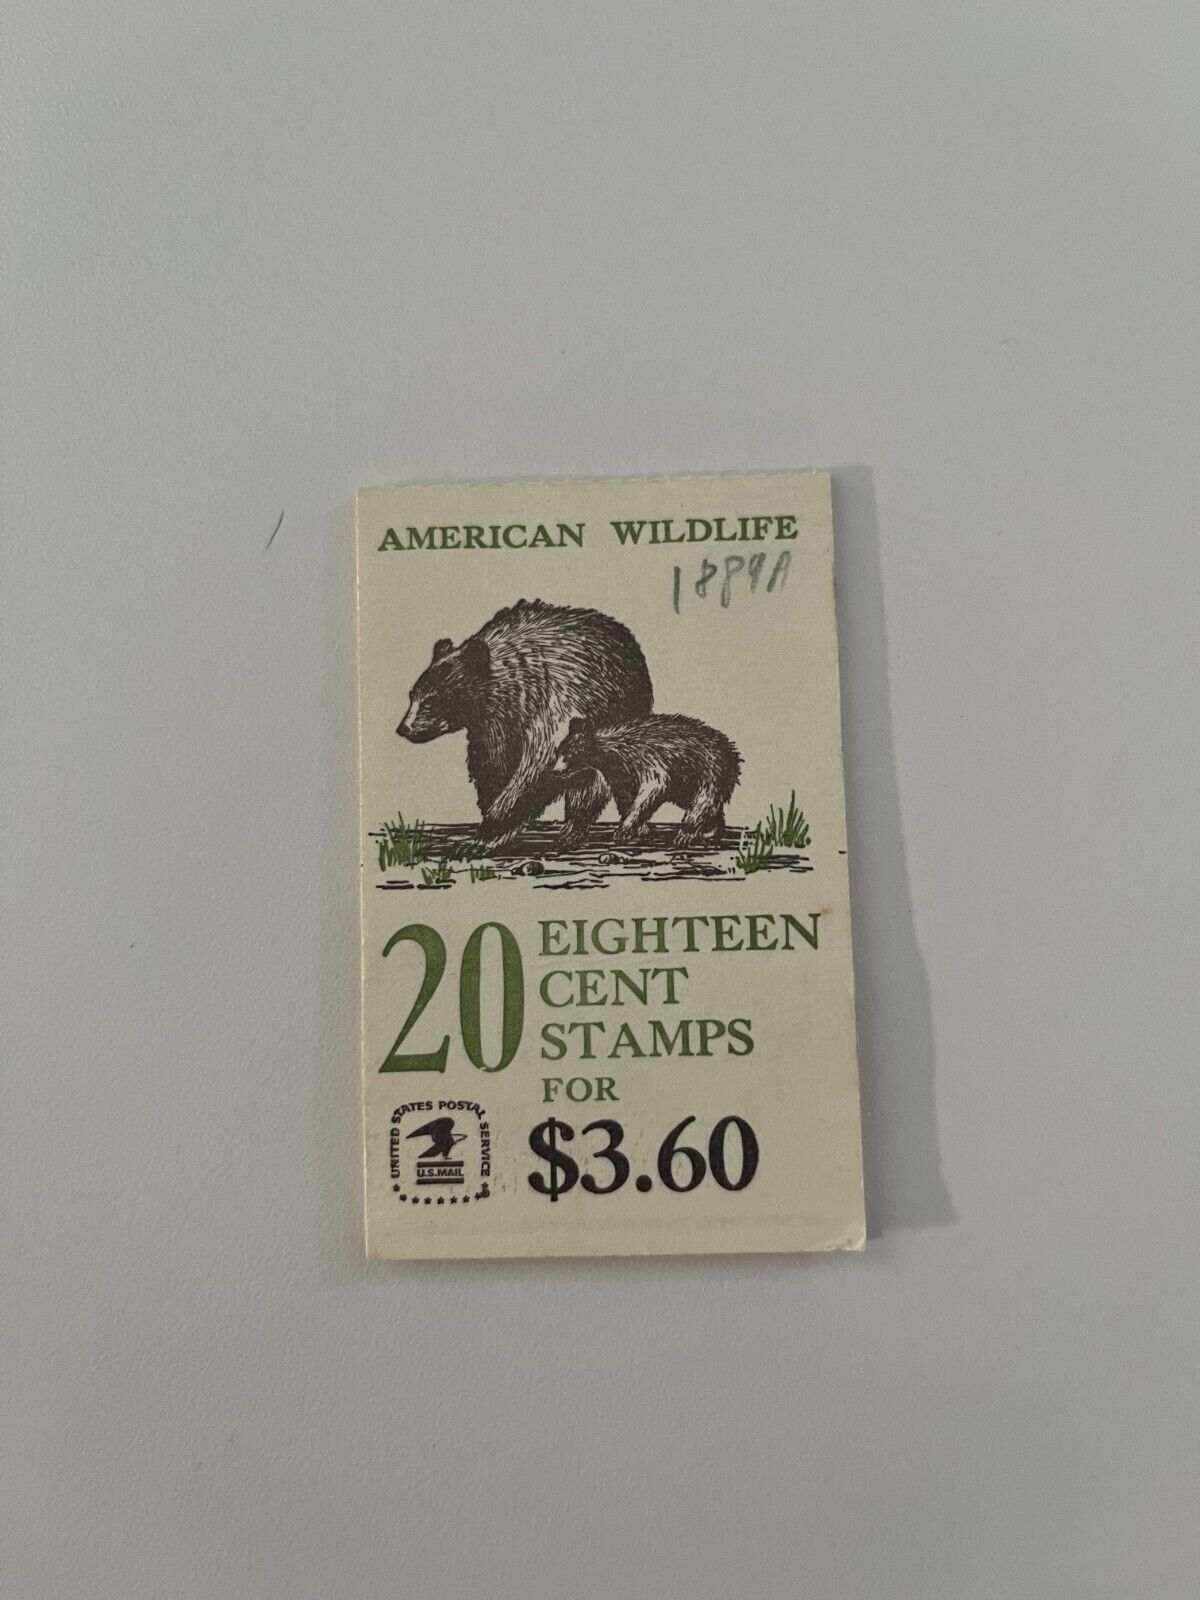 AMERICAN WILDLIFE
1889A
20 EIGHTEEN
CENT
STAMPS
FOR
$3.60
UNITED STATES POSTAL SERVICE
U.S.MAIL